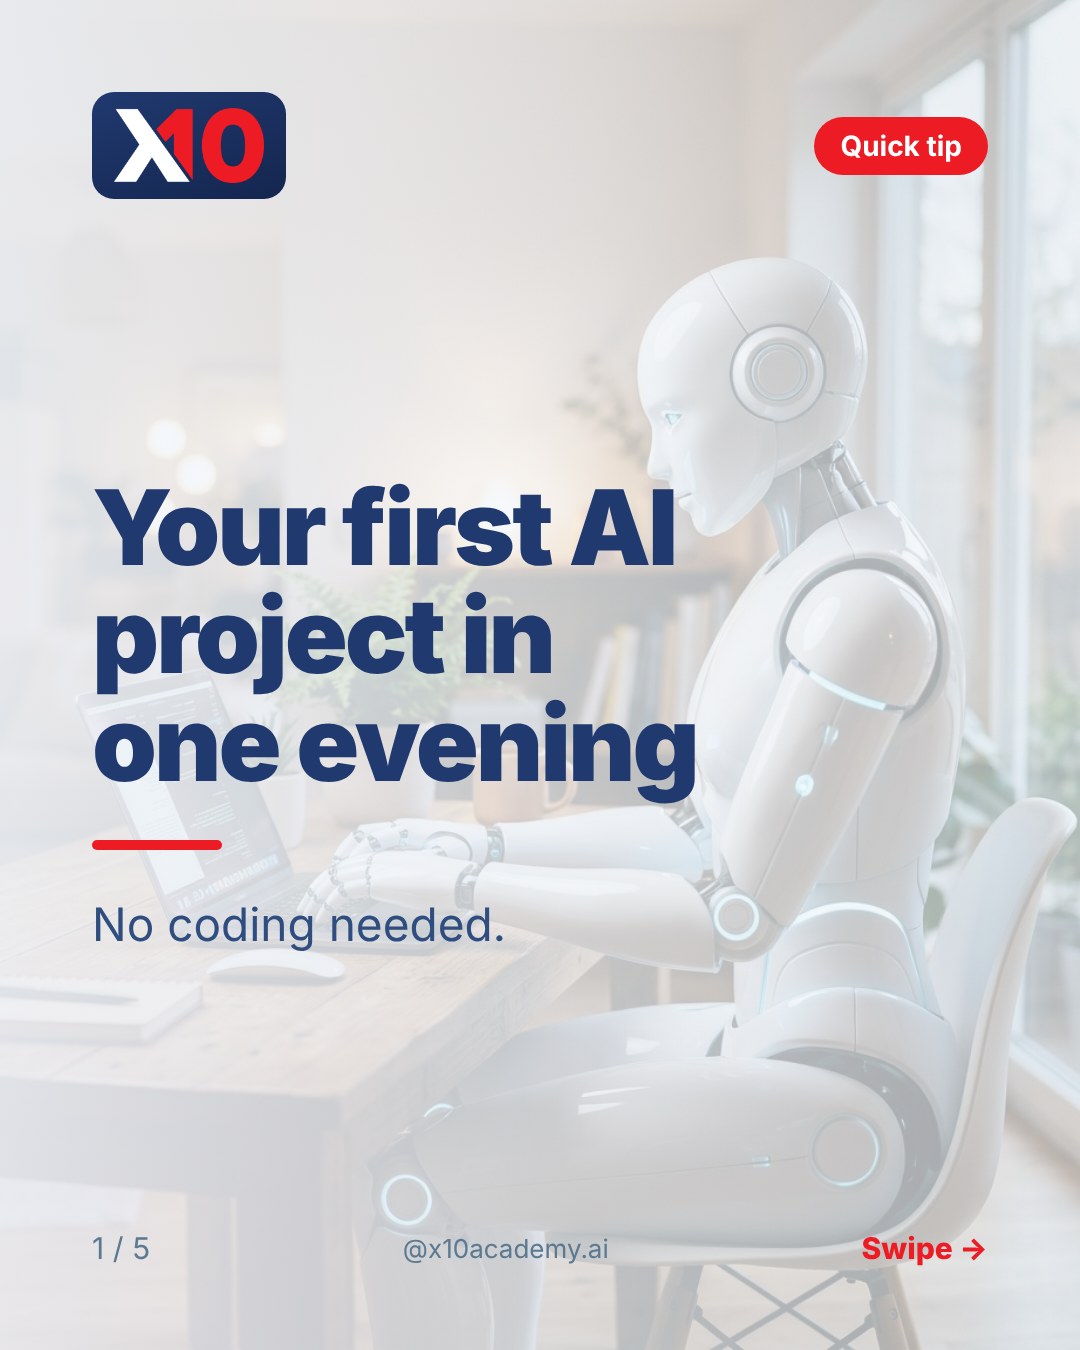 X10
Quick tip
Your first AI
project in
one evening
No coding needed.
1 / 5
@x10academy.ai
Swipe →